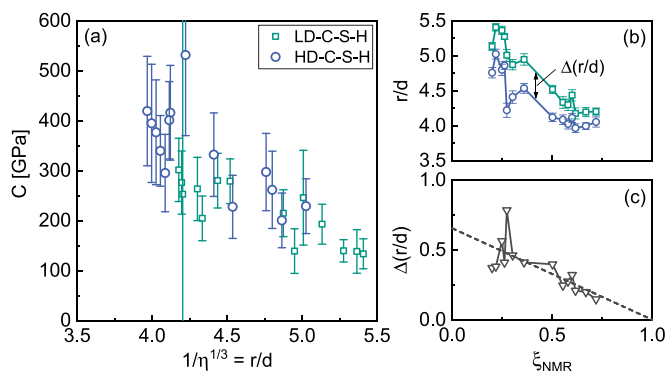 (a)
LD-C-S-H
HD-C-S-H
C [GPa]
600
500
400
300
200
100
0
3.5 4.0 4.5 5.0 5.5
1/η^1/3 = r/d
(b)
Δ(r/d)
r/d
5.5
5.0
4.5
4.0
3.5
(c)
Δ(r/d)
1.0
0.5
0.0
0.0 0.5 1.0
ξNMR